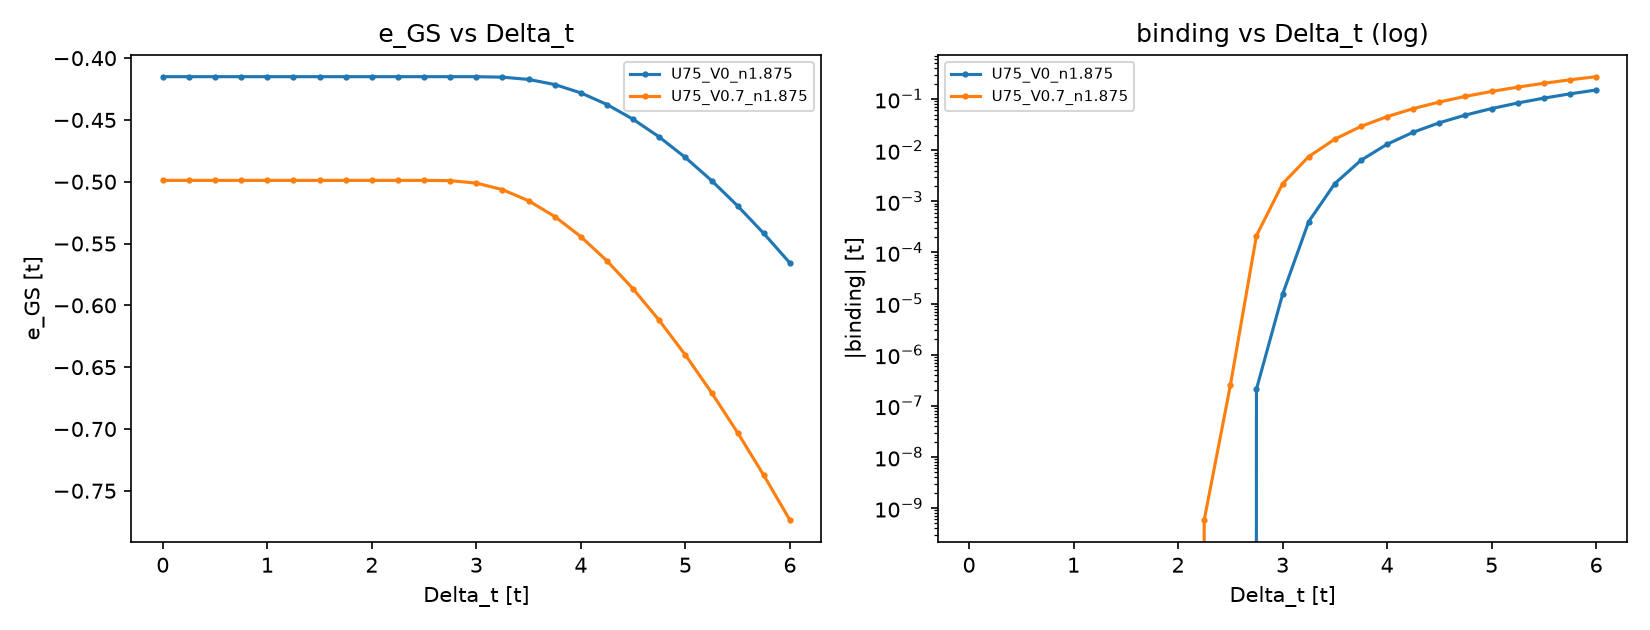 e_GS vs Delta_t
−0.40
−0.45
−0.50
−0.55
−0.60
−0.65
−0.70
−0.75
e_GS [t]
0 1 2 3 4 5 6
Delta_t [t]
U75_V0_n1.875
U75_V0.7_n1.875
binding vs Delta_t (log)
10⁻¹
10⁻²
10⁻³
10⁻⁴
10⁻⁵
10⁻⁶
10⁻⁷
10⁻⁸
10⁻⁹
|binding| [t]
0 1 2 3 4 5 6
Delta_t [t]
U75_V0_n1.875
U75_V0.7_n1.875